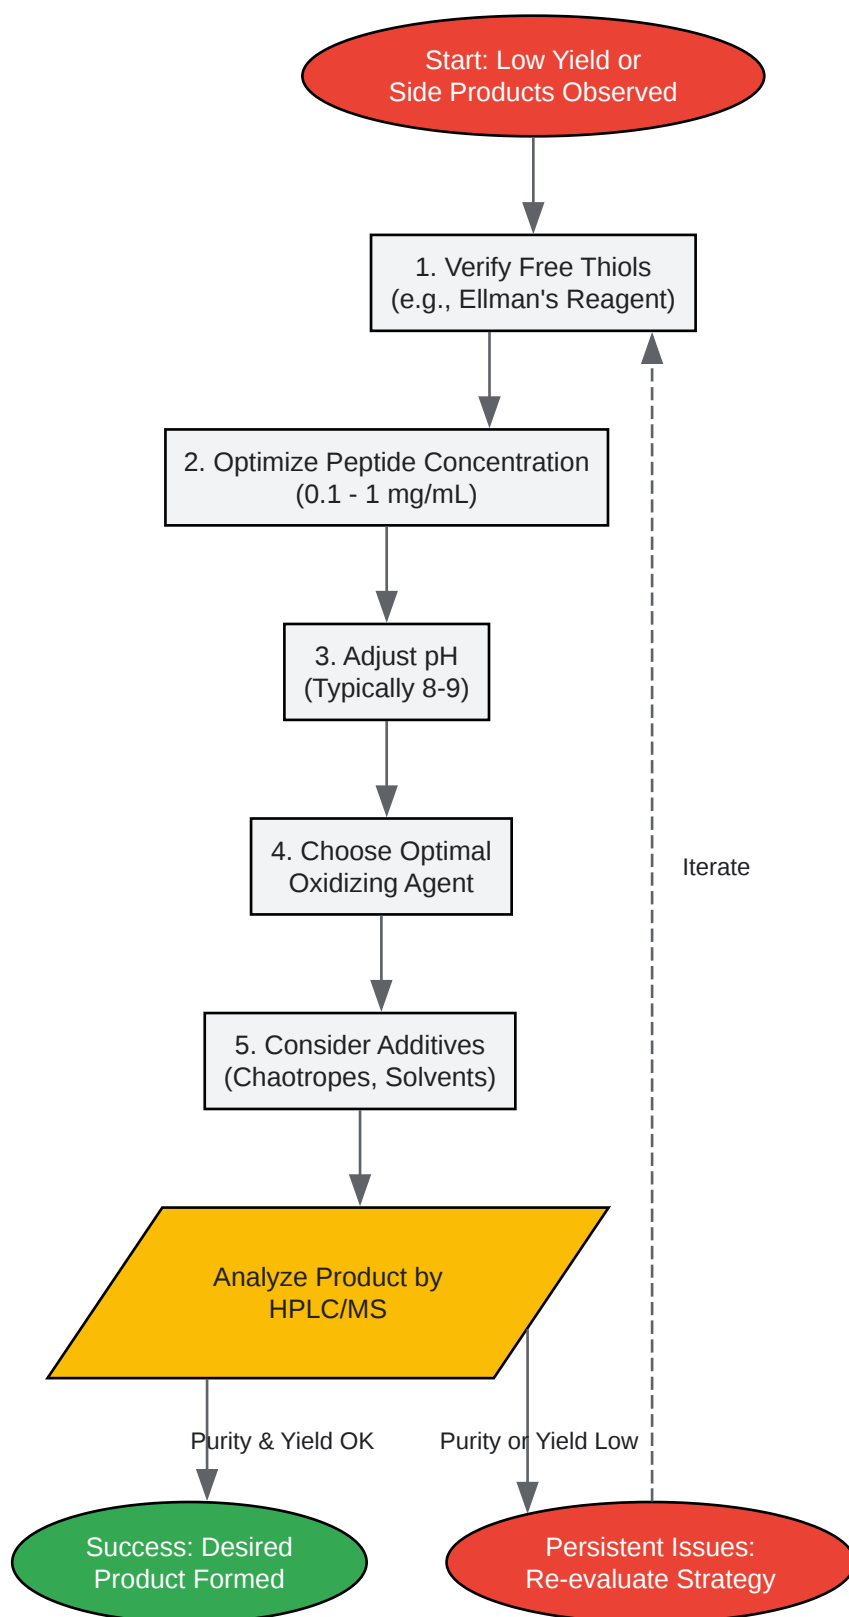 Start: Low Yield or
Side Products Observed
1. Verify Free Thiols
(e.g., Ellman's Reagent)
2. Optimize Peptide Concentration
(0.1 - 1 mg/mL)
3. Adjust pH
(Typically 8-9)
4. Choose Optimal
Oxidizing Agent
Iterate
5. Consider Additives
(Chaotropes, Solvents)
Analyze Product by
HPLC/MS
Purity & Yield OK
Purity or Yield Low
Success: Desired
Product Formed
Persistent Issues:
Re-evaluate Strategy